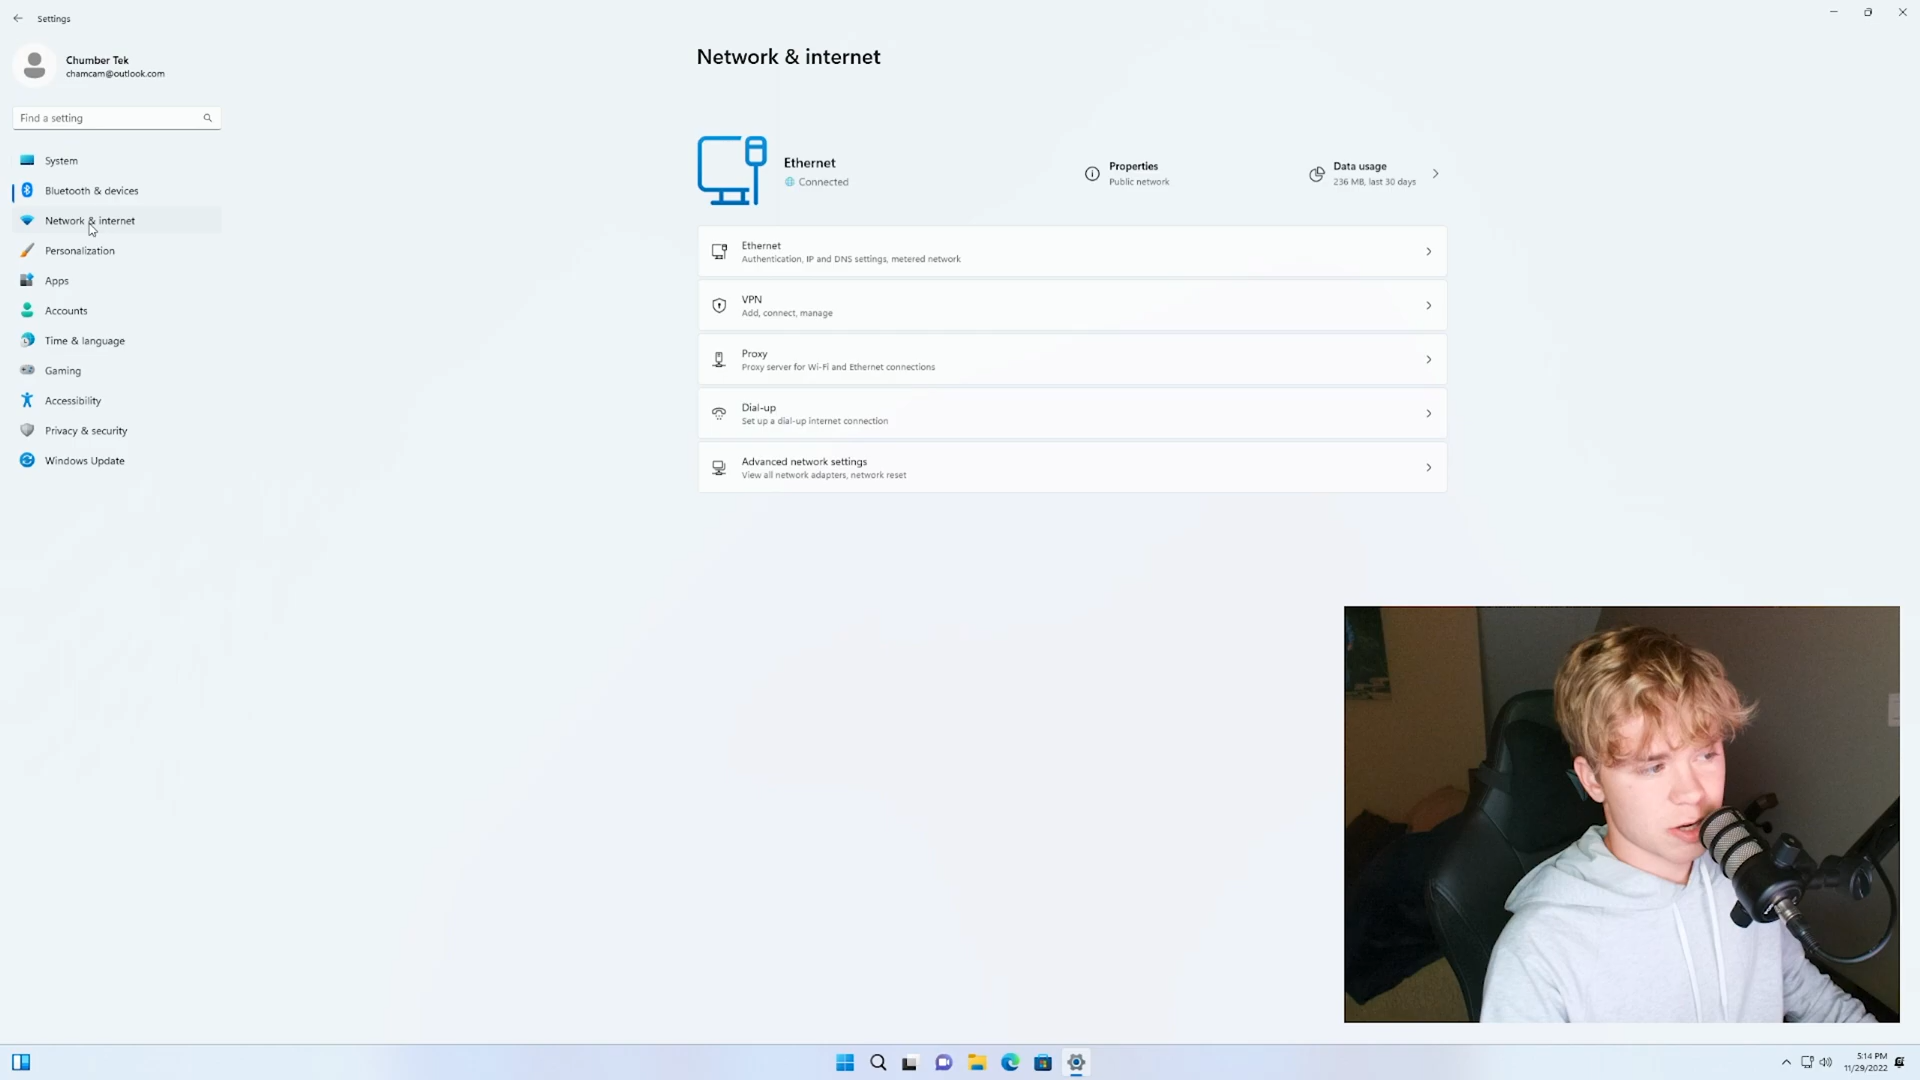 Settings
Chumber Tek
chamcam@outlook.com
Find a setting
System
Bluetooth & devices
Network & internet
Personalization
Apps
Accounts
Time & language
Gaming
Accessibility
Privacy & security
Windows Update
Network & internet
Ethernet
Connected
Properties
Public network
Data usage
236 MB, last 30 days
Ethernet
Authentication, IP and DNS settings, metered network
VPN
Add, connect, manage
Proxy
Proxy server for Wi-Fi and Ethernet connections
Dial-up
Set up a dial-up internet connection
Advanced network settings
View all network adapters, network reset
5:14 PM
11/29/2022